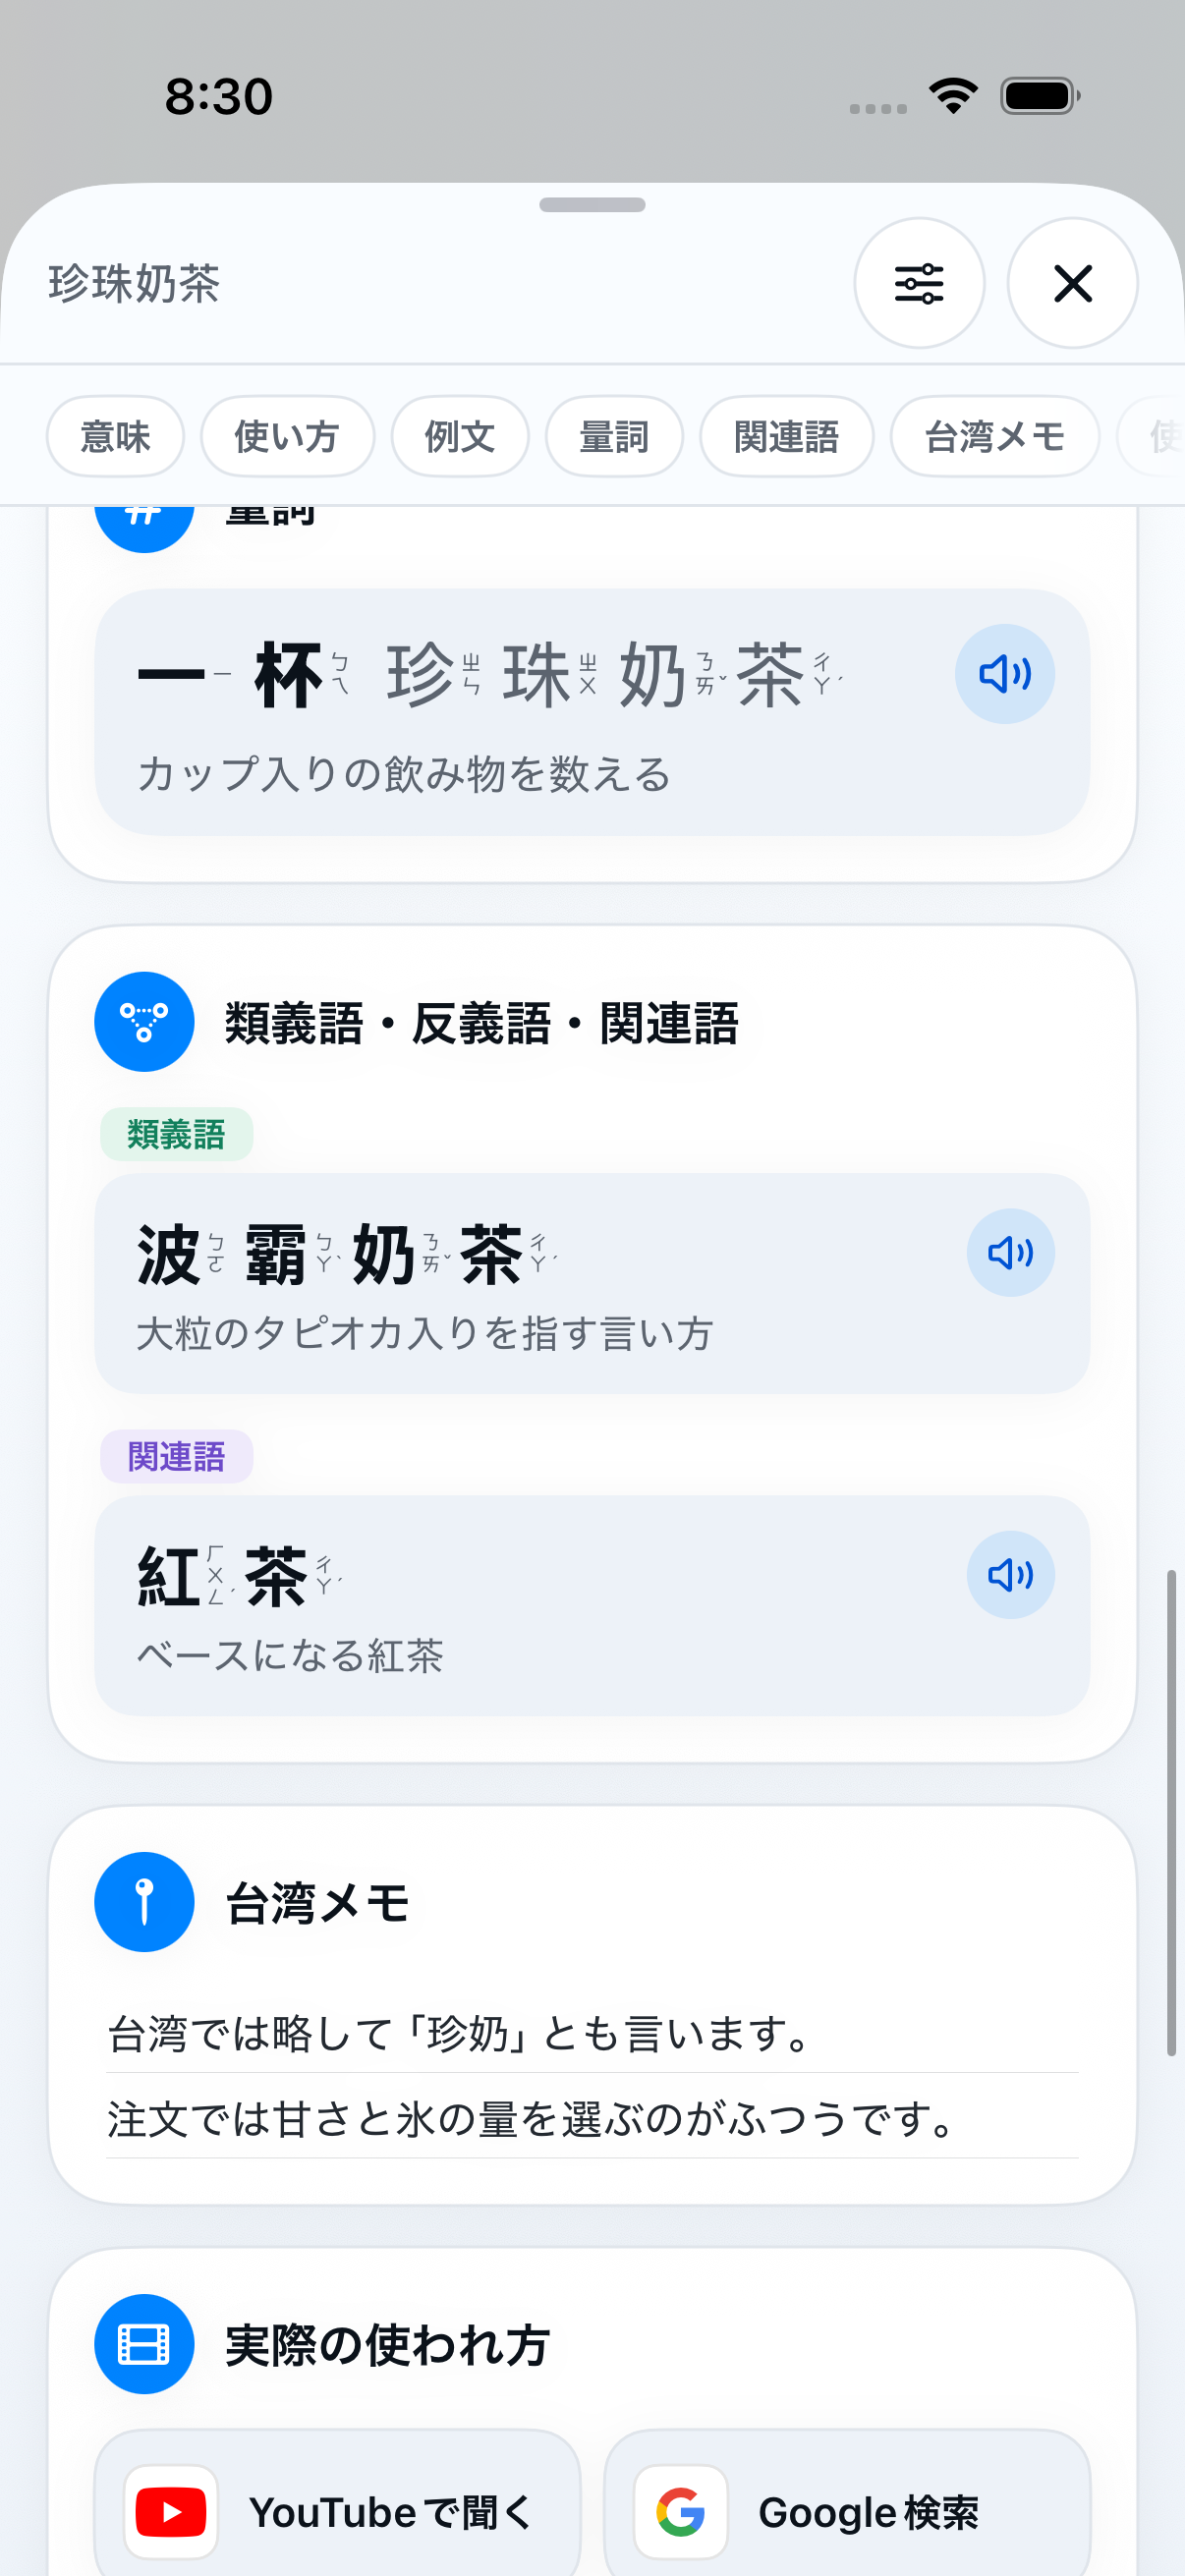 8:30
珍珠奶茶
意味 使い方 例文 量詞 関連語 台湾メモ 使
量詞
一ㄧ 杯ㄅㄟ 珍ㄓㄣ 珠ㄓㄨ 奶ㄋㄞˇ 茶ㄔㄚˊ
カップ入りの飲み物を数える
類義語・反義語・関連語
類義語
波ㄅㄛ 霸ㄅㄚˋ 奶ㄋㄞˇ 茶ㄔㄚˊ
大粒のタピオカ入りを指す言い方
関連語
紅ㄏㄨㄥˊ 茶ㄔㄚˊ
ベースになる紅茶
台湾メモ
台湾では略して「珍奶」とも言います。
注文では甘さと氷の量を選ぶのがふつうです。
実際の使われ方
YouTubeで聞く Google検索